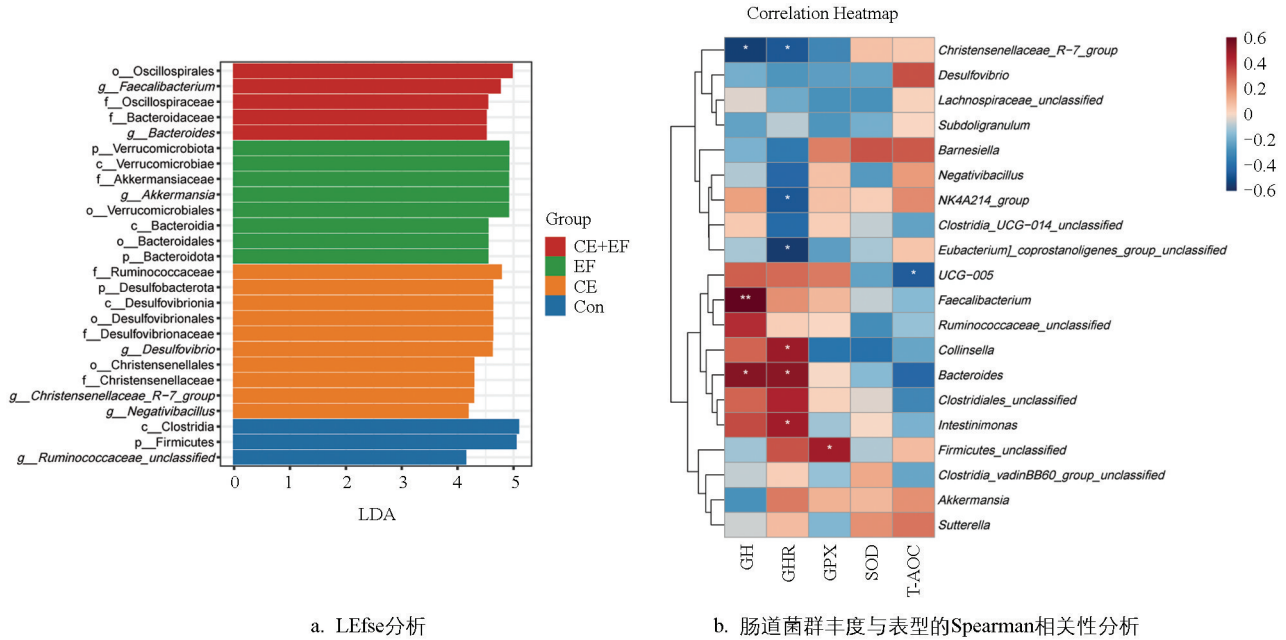 o__Oscillospirales
g__Faecalibacterium
f__Oscillospiraceae
f__Bacteroidaceae
g__Bacteroides
p__Verrucomicrobiota
c__Verrucomicrobiae
f__Akkermansiaceae
g__Akkermansia
o__Verrucomicrobiales
c__Bacteroidia
o__Bacteroidales
p__Bacteroidota
f__Ruminococcaceae
p__Desulfobacterota
c__Desulfovibrionia
o__Desulfovibrionales
f__Desulfovibrionaceae
g__Desulfovibrio
o__Christensenellales
f__Christensenellaceae
g__Christensenellaceae_R-7_group
g__Negativibacillus
c__Clostridia
p__Firmicutes
g__Ruminococcaceae_unclassified
0 1 2 3 4 5
LDA
Group
CE+EF
EF
CE
Con
a. LEfse分析
Correlation Heatmap
* * Christensenellaceae_R-7_group
Desulfovibrio
Lachnospiraceae_unclassified
Subdoligranulum
Barnesiella
Negativibacillus
* NK4A214_group
Clostridia_UCG-014_unclassified
* Eubacterium]_coprostanoligenes_group_unclassified
* UCG-005
** Faecalibacterium
Ruminococcaceae_unclassified
* Collinsella
* * Bacteroides
Clostridiales_unclassified
* Intestinimonas
* Firmicutes_unclassified
Clostridia_vadinBB60_group_unclassified
Akkermansia
Sutterella
GH
GHR
GPX
SOD
T-AOC
0.6
0.4
0.2
0
−0.2
−0.4
−0.6
b. 肠道菌群丰度与表型的Spearman相关性分析